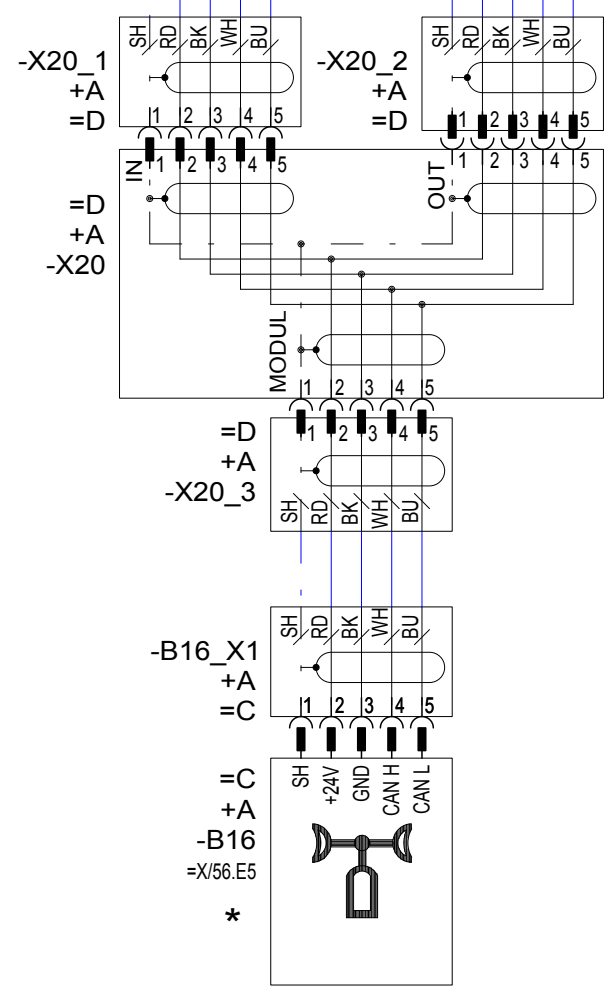 SH RD BK WH BU
SH RD BK WH BU
-X20_1
+A
=D
-X20_2
+A
=D
1 2 3 4 5
1 2 3 4 5
IN
1 2 3 4 5
OUT
1 2 3 4 5
=D
+A
-X20
MODUL
1 2 3 4 5
1 2 3 4 5
=D
+A
-X20_3
SH RD BK WH BU
SH RD BK WH BU
-B16_X1
+A
=C
1 2 3 4 5
SH +24V GND CAN H CAN L
=C
+A
-B16
=X/56.E5
*